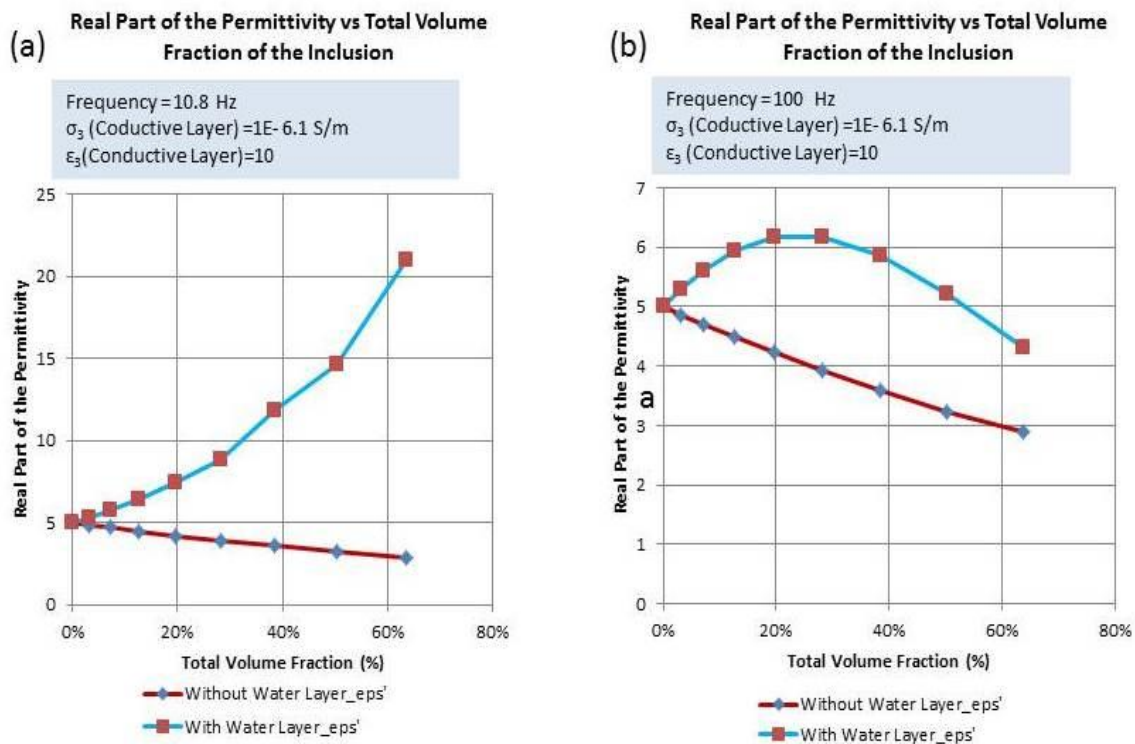 (a)
Real Part of the Permittivity vs Total Volume
Fraction of the Inclusion
Frequency = 10.8 Hz
σ₃ (Coductive Layer) =1E- 6.1 S/m
ε₃(Conductive Layer)=10
25
20
15
10
5
0
Real Part of the Permittivity
0% 20% 40% 60% 80%
Total Volume Fraction (%)
Without Water Layer_eps'
With Water Layer_eps'
(b)
Real Part of the Permittivity vs Total Volume
Fraction of the Inclusion
Frequency = 100 Hz
σ₃ (Coductive Layer) =1E- 6.1 S/m
ε₃(Conductive Layer)=10
7
6
5
4
3
2
1
0
a
Real Part of the Permittivity
0% 20% 40% 60% 80%
Total Volume Fraction (%)
Without Water Layer_eps'
With Water Layer_eps'